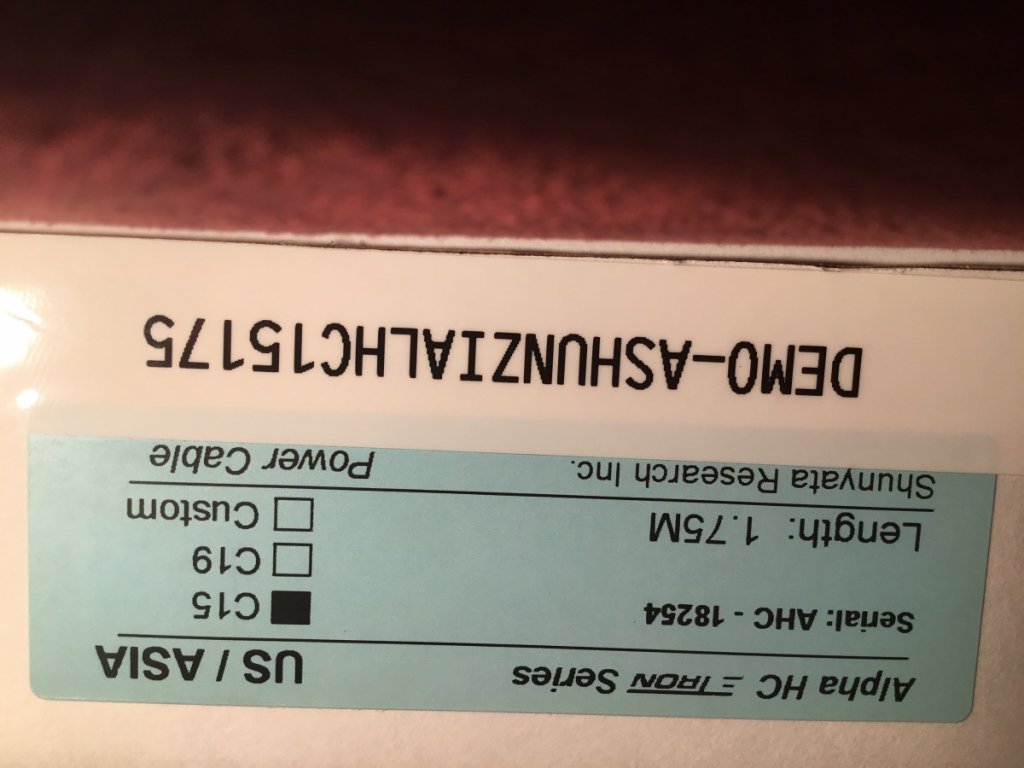 Alpha HC ΞTRON Series US / ASIA
Serial: AHC - 18254 ■ C15
Length: 1.75M □ C19
□ Custom
Shunyata Research Inc. Power Cable
DEMO-ASHUNZIALHC15175